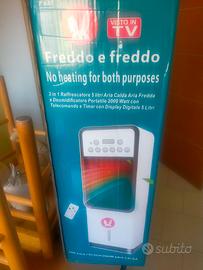 VISTO IN
TV
Freddo e freddo
No heating for both purposes
3 in 1 Raffrescatore 5 litri Aria Calda Aria Fredda
e Deumidificatore Portatile 2000 Watt con
Telecomando e Timer con Display Digitale 5 Litri
subito